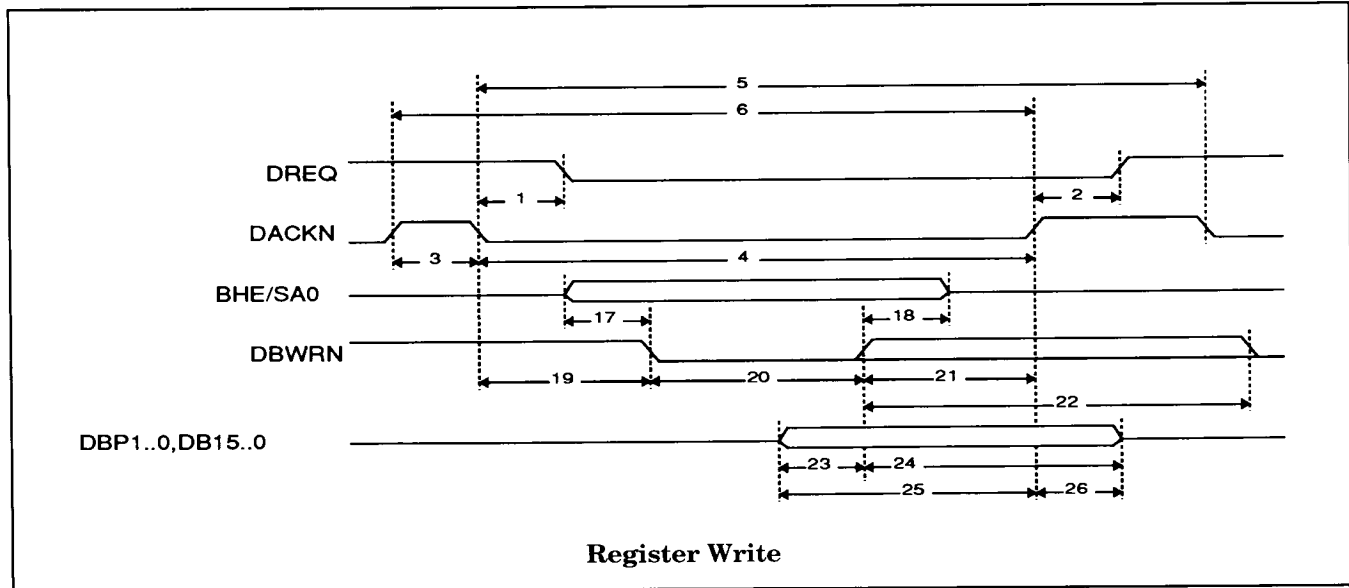 5
6
DREQ
1
2
DACKN
3
4
BHE/SA0
17
18
DBWRN
19
20
21
22
DBP1..0,DB15..0
23
24
25
26
Register Write